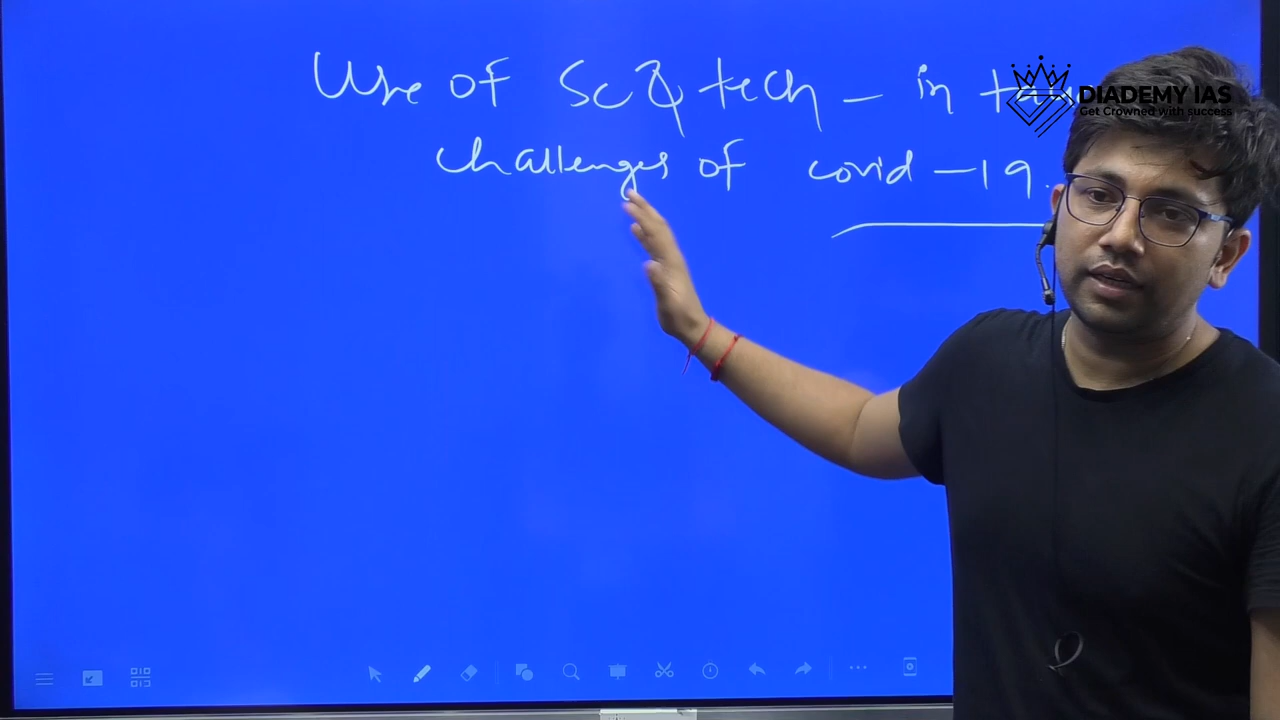 Use of Sc & tech - in
challenges of covid -19.
DIADEMY IAS
Get Crowned with success